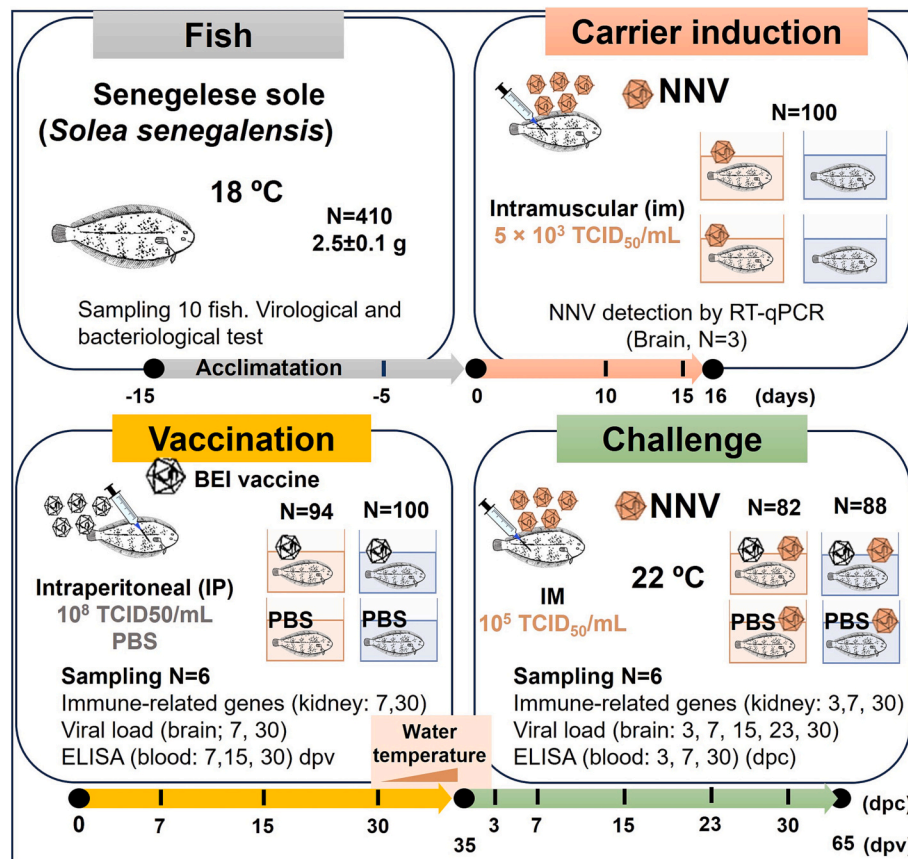 Fish
Senegelese sole
(Solea senegalensis)
18 ºC
N=410
2.5±0.1 g
Sampling 10 fish. Virological and
bacteriological test
Acclimatation
-15
-5
Carrier induction
NNV
N=100
Intramuscular (im)
5 × 10³ TCID₅₀/mL
NNV detection by RT-qPCR
(Brain, N=3)
0
10
15
16
(days)
Vaccination
BEI vaccine
N=94
N=100
Intraperitoneal (IP)
10⁸ TCID50/mL
PBS
PBS
PBS
Sampling N=6
Immune-related genes (kidney: 7,30)
Viral load (brain; 7, 30)
ELISA (blood: 7,15, 30) dpv
Water
temperature
0
7
15
30
35
Challenge
NNV
N=82
N=88
22 ºC
IM
10⁵ TCID₅₀/mL
PBS
PBS
Sampling N=6
Immune-related genes (kidney: 3,7, 30)
Viral load (brain: 3, 7, 15, 23, 30)
ELISA (blood: 3, 7, 30) (dpc)
3
7
15
23
30
(dpc)
65
(dpv)